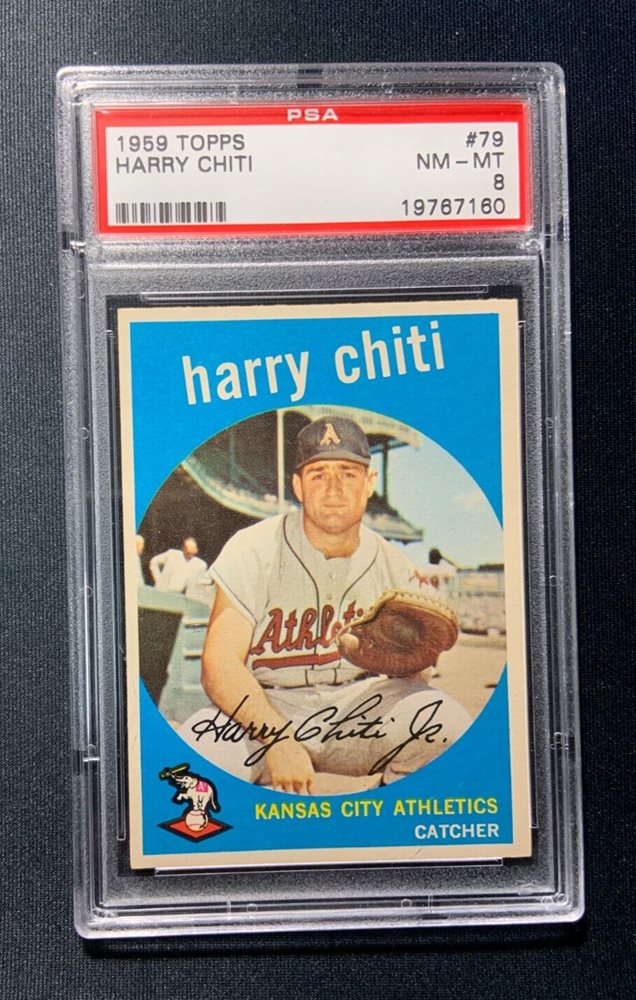 PSA
1959 TOPPS #79
HARRY CHITI NM - MT
8
19767160
harry chiti
A
Athletics
Harry Chiti Jr.
KANSAS CITY ATHLETICS
CATCHER